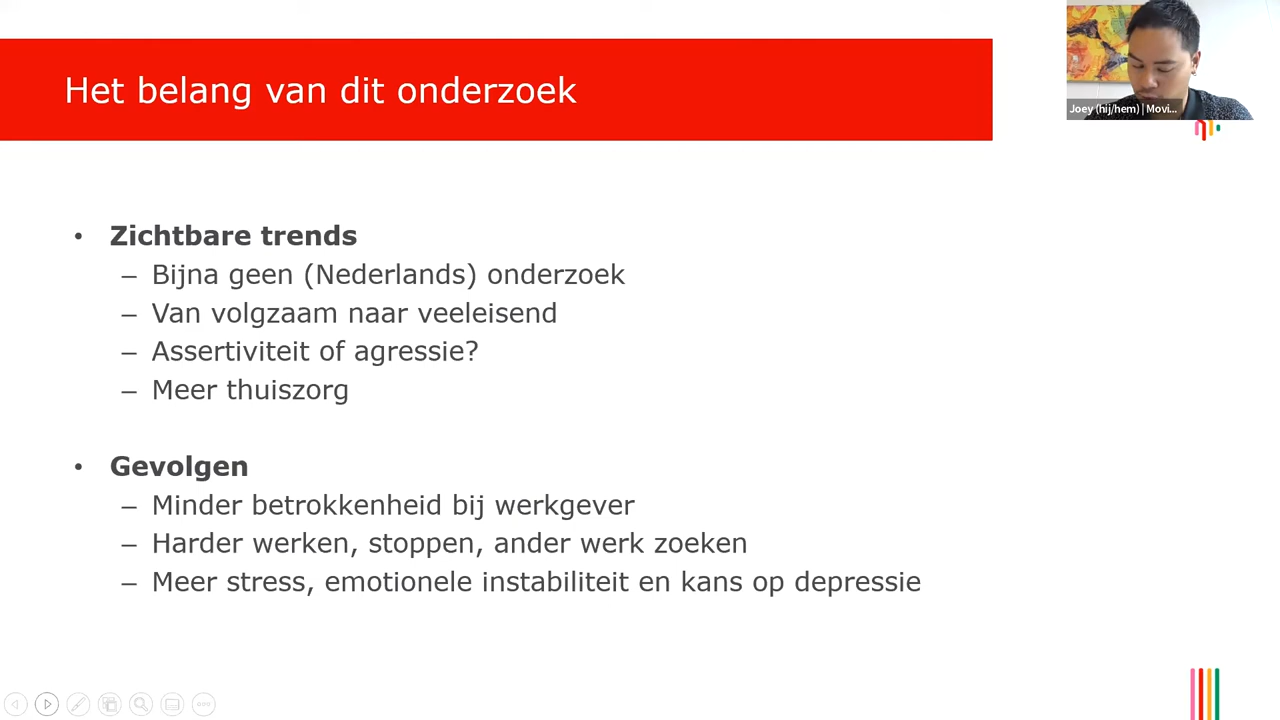 Het belang van dit onderzoek
Joey (hij/hem) | Movi...
• Zichtbare trends
– Bijna geen (Nederlands) onderzoek
– Van volgzaam naar veeleisend
– Assertiviteit of agressie?
– Meer thuiszorg
• Gevolgen
– Minder betrokkenheid bij werkgever
– Harder werken, stoppen, ander werk zoeken
– Meer stress, emotionele instabiliteit en kans op depressie